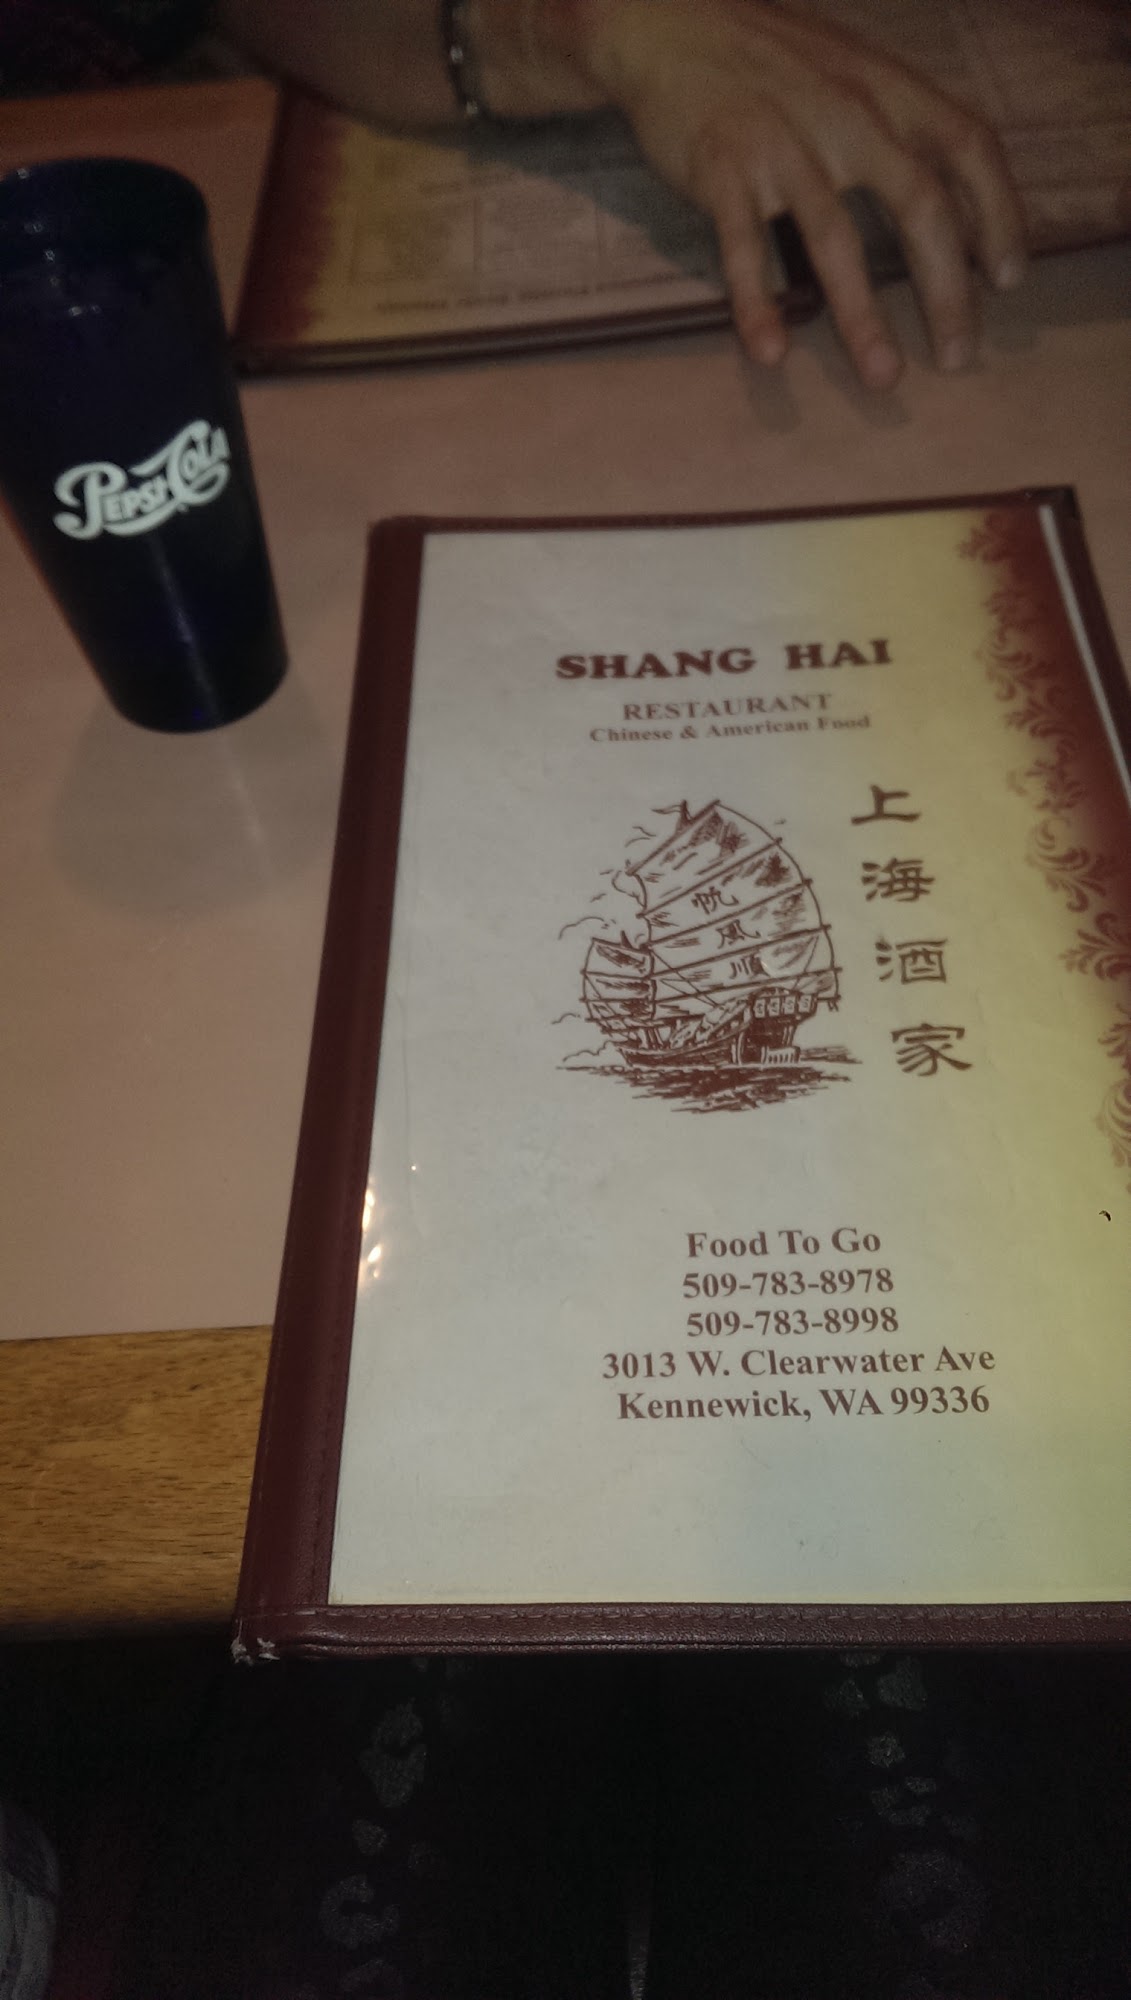 PEPSI-COLA
SHANG HAI
RESTAURANT
Chinese & American Food
上海酒家
帆
風
順
Food To Go
509-783-8978
509-783-8998
3013 W. Clearwater Ave
Kennewick, WA 99336